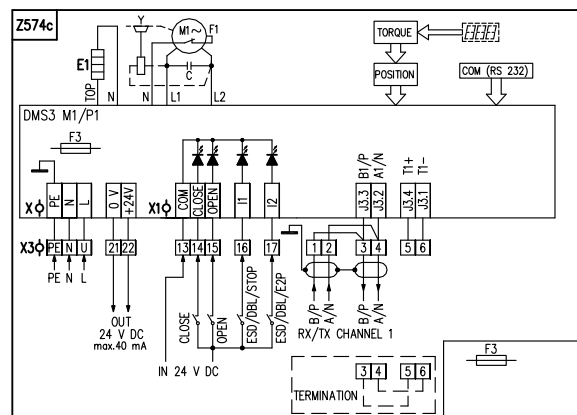 Z574c
Y
M1~
F1
TORQUE
E1
C
POSITION
COM (RS 232)
TOP
N
N
L1
L2
DMS3 M1/P1
F3
B1/P
A1/N
T1+
T1-
X
PE
N
L
0 V
+24V
X1
COM
CLOSE
OPEN
I1
I2
J3.3
J3.2
J3.4
J3.1
X3
PE N U
21 22
13 14 15
16
17
1 2
3 4
5 6
PE N L
OUT
24 V DC
max.40 mA
CLOSE
OPEN
ESD/DBL/STOP
ESD/DBL/E2P
B/P
A/N
B/P
A/N
RX/TX CHANNEL 1
IN 24 V DC
3 4
5 6
TERMINATION
F3